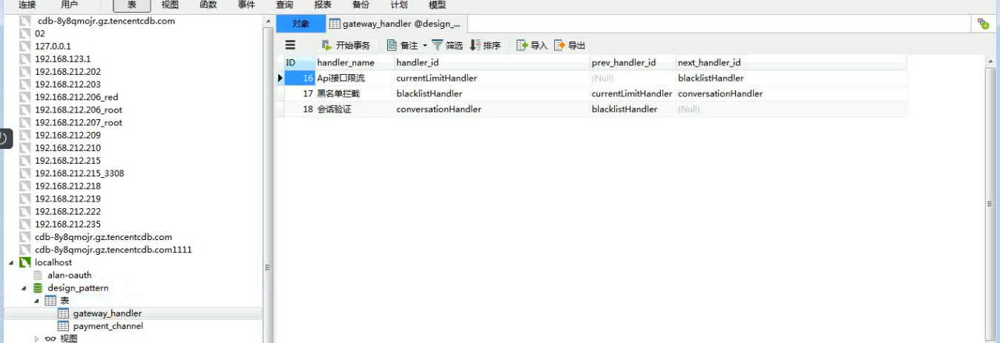 连接 用户 表 视图 函数 事件 查询 报表 备份 计划 模型
cdb-8y8qmojr.gz.tencentcdb.com
02
127.0.0.1
192.168.123.1
192.168.212.202
192.168.212.203
192.168.212.206_red
192.168.212.206_root
192.168.212.207_root
192.168.212.209
192.168.212.210
192.168.212.215
192.168.212.215_3308
192.168.212.218
192.168.212.219
192.168.212.222
192.168.212.235
cdb-8y8qmojr.gz.tencentcdb.com
cdb-8y8qmojr.gz.tencentcdb.com1111
localhost
alan-oauth
design_pattern
表
gateway_handler
payment_channel
视图
对象 gateway_handler @design_...
开始事务 备注 筛选 排序 导入 导出
ID handler_name handler_id prev_handler_id next_handler_id
16 Api接口限流 currentLimitHandler (Null) blacklistHandler
17 黑名单拦截 blacklistHandler currentLimitHandler conversationHandler
18 会话验证 conversationHandler blacklistHandler (Null)